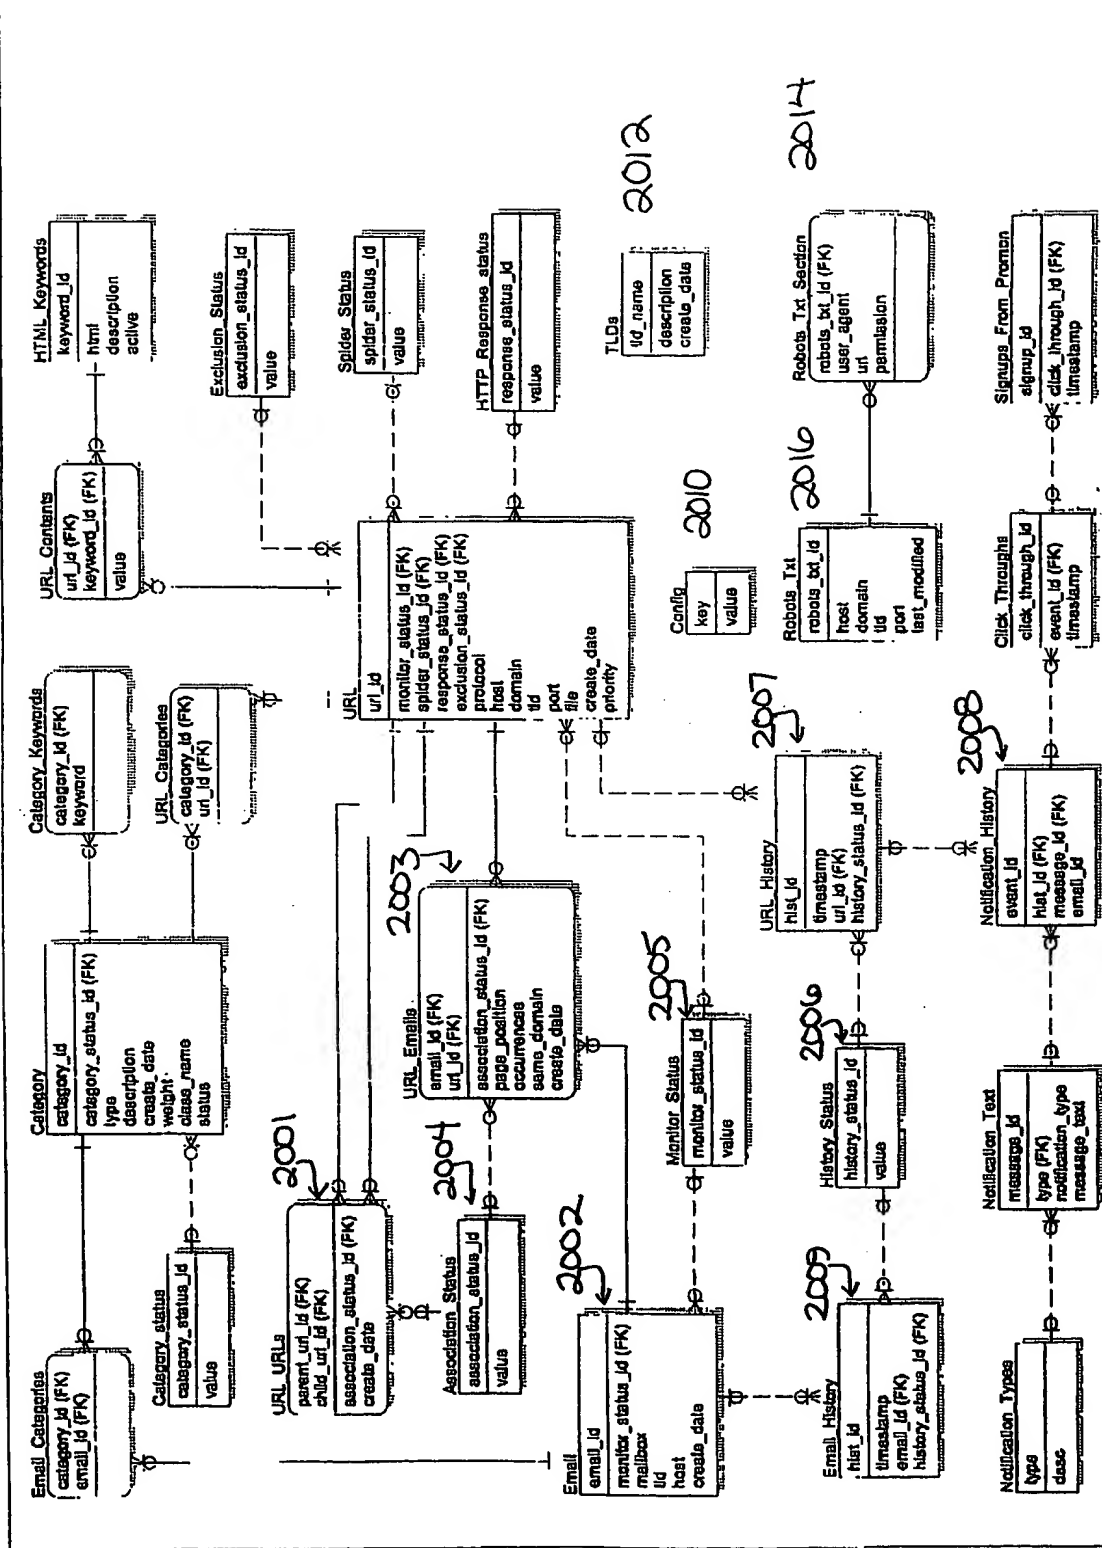 Email_Categories
category_id (FK)
email_id (FK)
Category
category_id
category_status_id (FK)
type
description
create_date
weight
class_name
status
Category_Keywords
category_id (FK)
keyword
URL_Contents
url_id (FK)
keyword_id (FK)
value
HTML_Keywords
keyword_id
html
description
active
Category_status
category_status_id
value
URL_Categories
category_id (FK)
url_id (FK)
Exclusion_Status
exclusion_status_id
value
URL_URLs
2001
parent_url_id (FK)
child_url_id (FK)
association_status_id (FK)
create_date
URL
url_id
monitor_status_id (FK)
spider_status_id (FK)
response_status_id (FK)
exclusion_status_id (FK)
protocol
host
domain
tld
port
file
create_date
priority
Spider_Status
spider_status_id
value
URL_Emails
2003
email_id (FK)
url_id (FK)
association_status_id (FK)
page_position
occurrences
same_domain
create_date
Association_Status
2004
association_status_id
value
HTTP_Response_status
response_status_id
value
Email
2002
email_id
monitor_status_id (FK)
mailbox
tld
host
create_date
Monitor_Status
2005
monitor_status_id
value
Config
2010
key
value
TLDs
2012
tld_name
description
create_date
Email_History
2009
hist_id
timestamp
email_id (FK)
history_status_id (FK)
History_Status
2006
history_status_id
value
URL_History
2007
hist_id
timestamp
url_id (FK)
history_status_id (FK)
Robots_Txt
2016
robots_txt_id
host
domain
tld
port
last_modified
Robots_Txt_Section
2014
robots_txt_id (FK)
user_agent
url
permission
Notification_Types
type
desc
Notification_Text
message_id
type (FK)
notification_type
message_text
Notification_History
2008
event_id
hist_id (FK)
message_id (FK)
email_id
Click_Throughs
click_through_id
event_id (FK)
timestamp
Signups_From_Promon
signup_id
click_through_id (FK)
timestamp